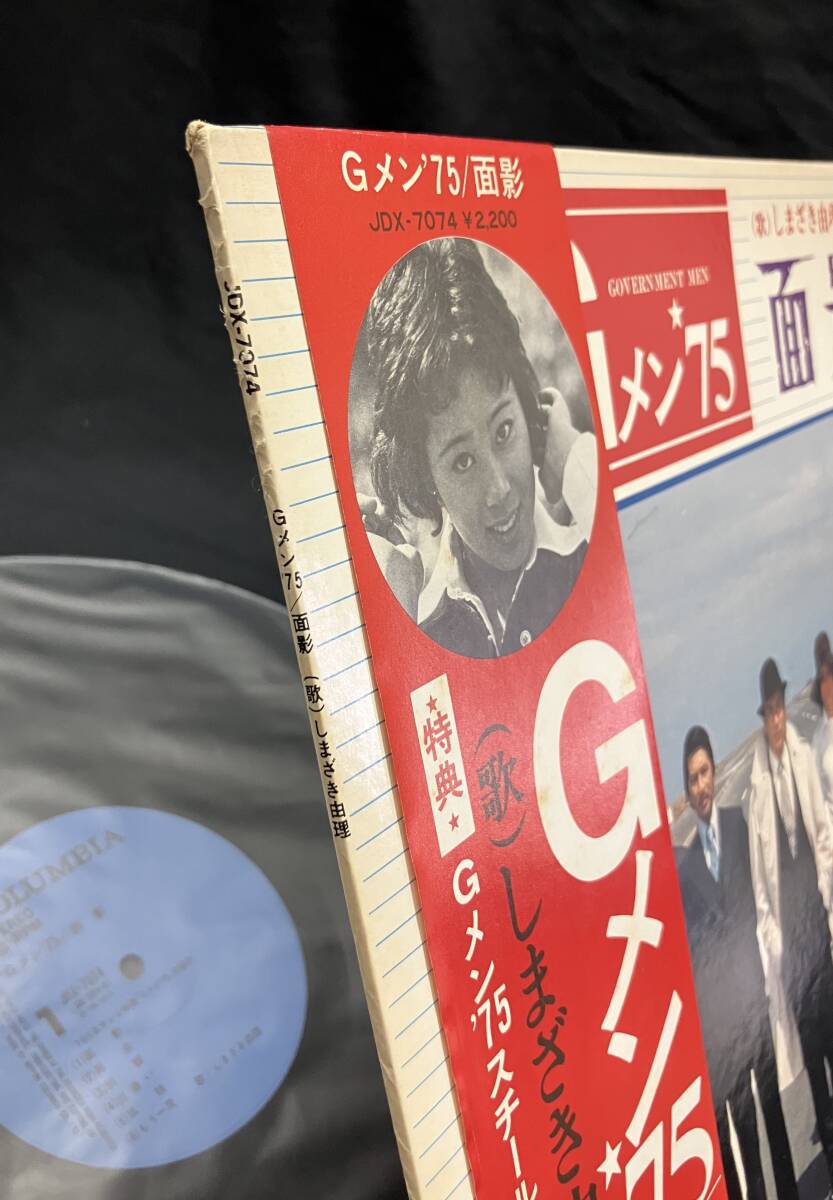 Gメン'75/面影
JDX-7074 ¥2,200
JDX-7074
Gメン'75/面影 (歌)しまざき由理
GOVERNMENT MEN
Gメン'75
(歌)しまざき由
面
★特典★
Gメン'75スチール
(歌)しまざき
Gメン★'75
OLUMBIA
1